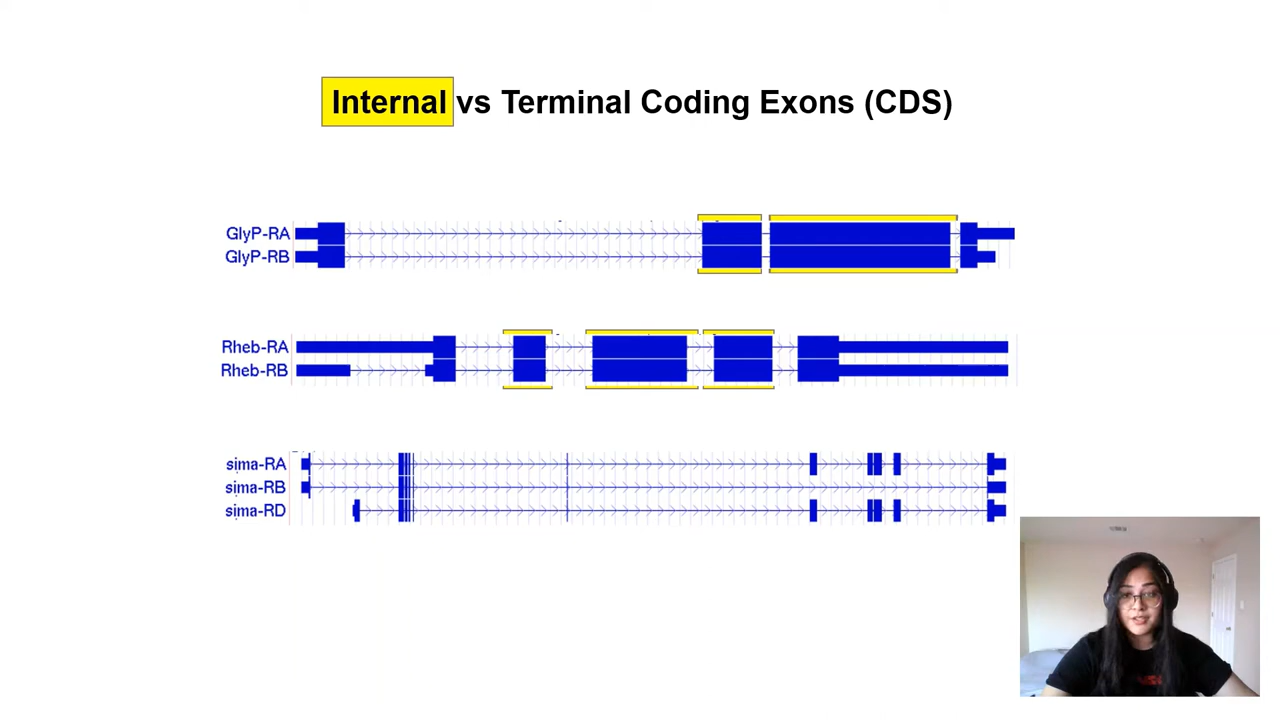 Internal vs Terminal Coding Exons (CDS)
GlyP-RA
GlyP-RB
Rheb-RA
Rheb-RB
sima-RA
sima-RB
sima-RD